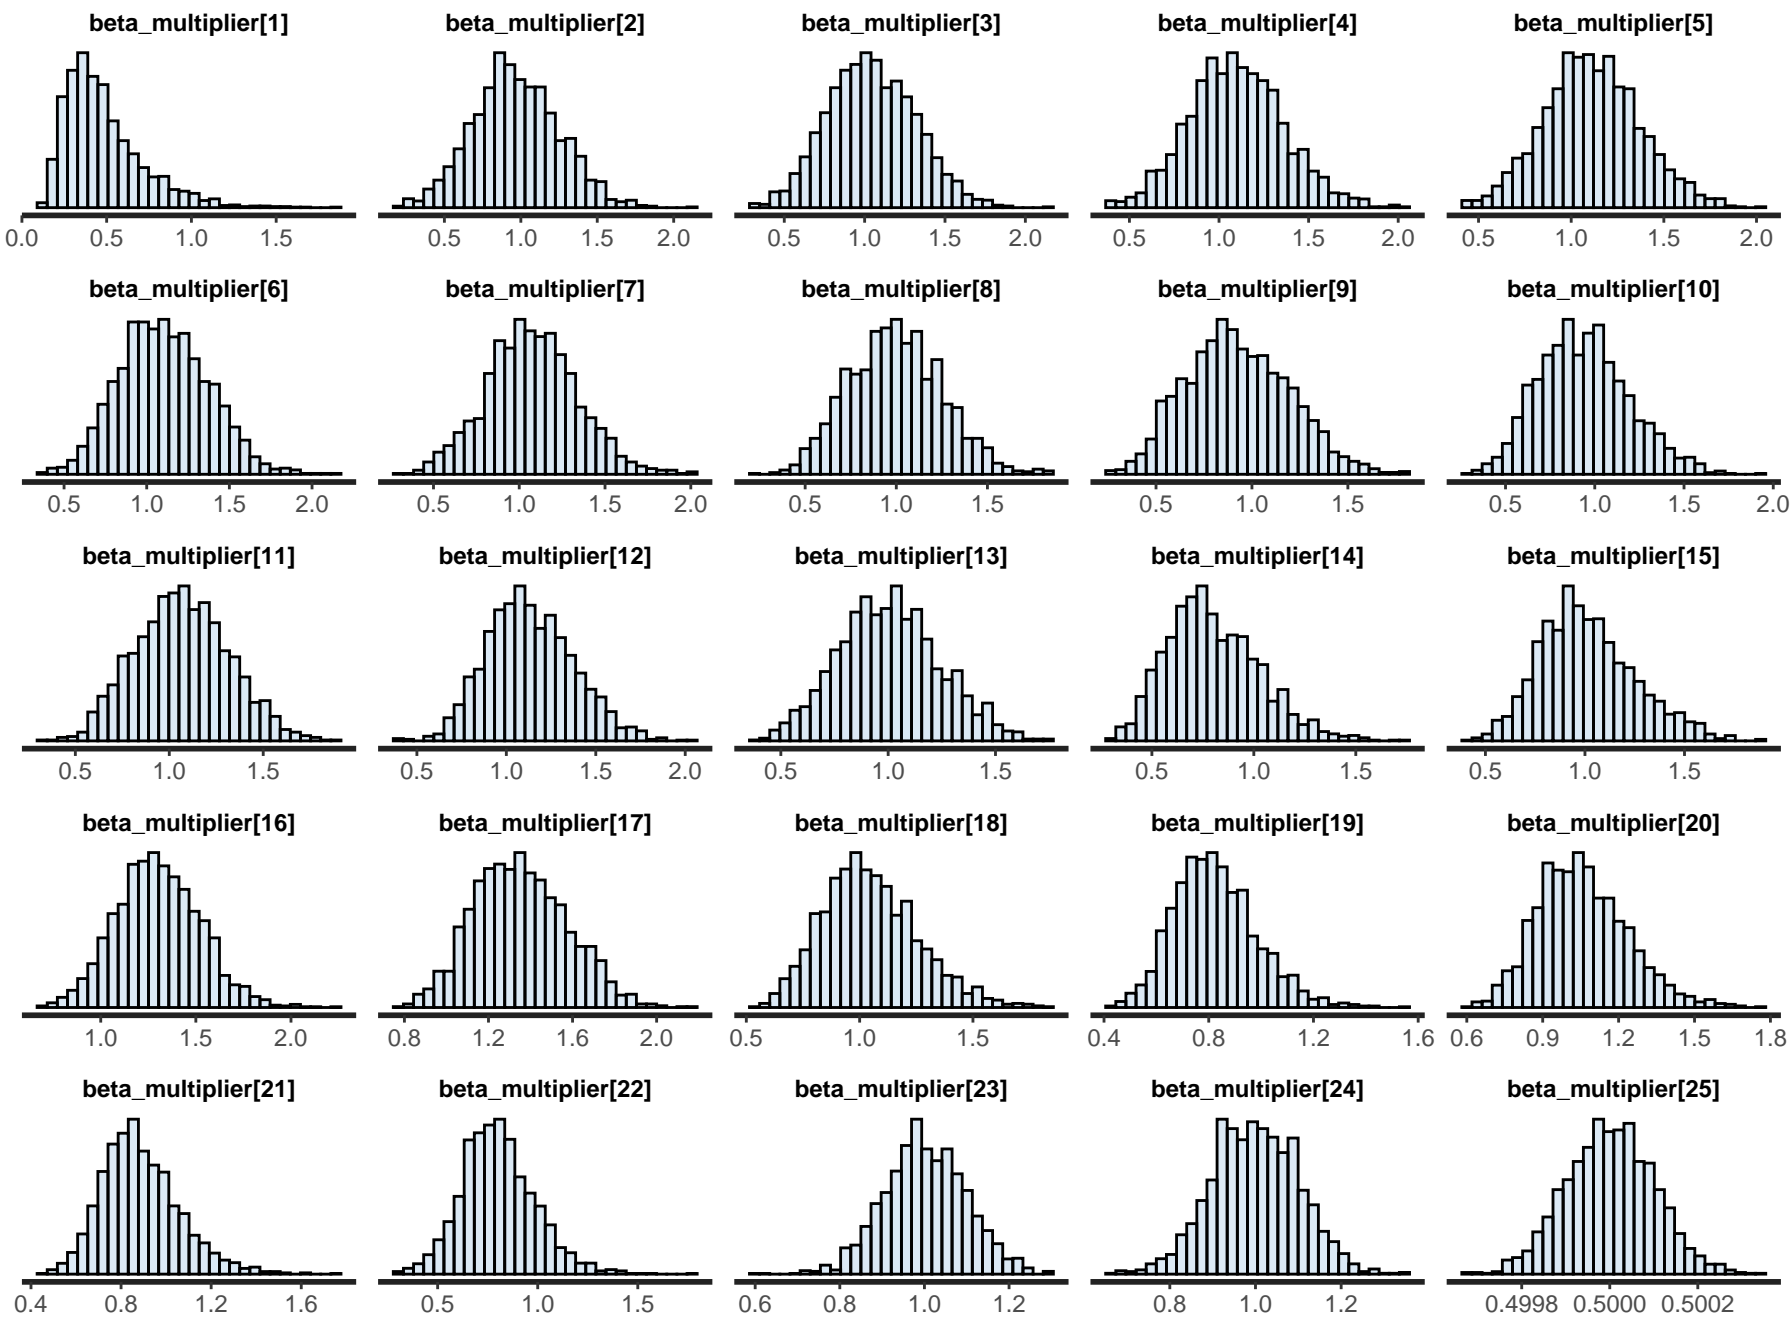 beta_multiplier[1] beta_multiplier[2] beta_multiplier[3] beta_multiplier[4] beta_multiplier[5]
0.0 0.5 1.0 1.5 0.5 1.0 1.5 2.0 0.5 1.0 1.5 2.0 0.5 1.0 1.5 2.0 0.5 1.0 1.5 2.0
beta_multiplier[6] beta_multiplier[7] beta_multiplier[8] beta_multiplier[9] beta_multiplier[10]
0.5 1.0 1.5 2.0 0.5 1.0 1.5 2.0 0.5 1.0 1.5 0.5 1.0 1.5 0.5 1.0 1.5 2.0
beta_multiplier[11] beta_multiplier[12] beta_multiplier[13] beta_multiplier[14] beta_multiplier[15]
0.5 1.0 1.5 0.5 1.0 1.5 2.0 0.5 1.0 1.5 0.5 1.0 1.5 0.5 1.0 1.5
beta_multiplier[16] beta_multiplier[17] beta_multiplier[18] beta_multiplier[19] beta_multiplier[20]
1.0 1.5 2.0 0.8 1.2 1.6 2.0 0.5 1.0 1.5 0.4 0.8 1.2 1.6 0.6 0.9 1.2 1.5 1.8
beta_multiplier[21] beta_multiplier[22] beta_multiplier[23] beta_multiplier[24] beta_multiplier[25]
0.4 0.8 1.2 1.6 0.5 1.0 1.5 0.6 0.8 1.0 1.2 0.8 1.0 1.2 0.4998 0.5000 0.5002